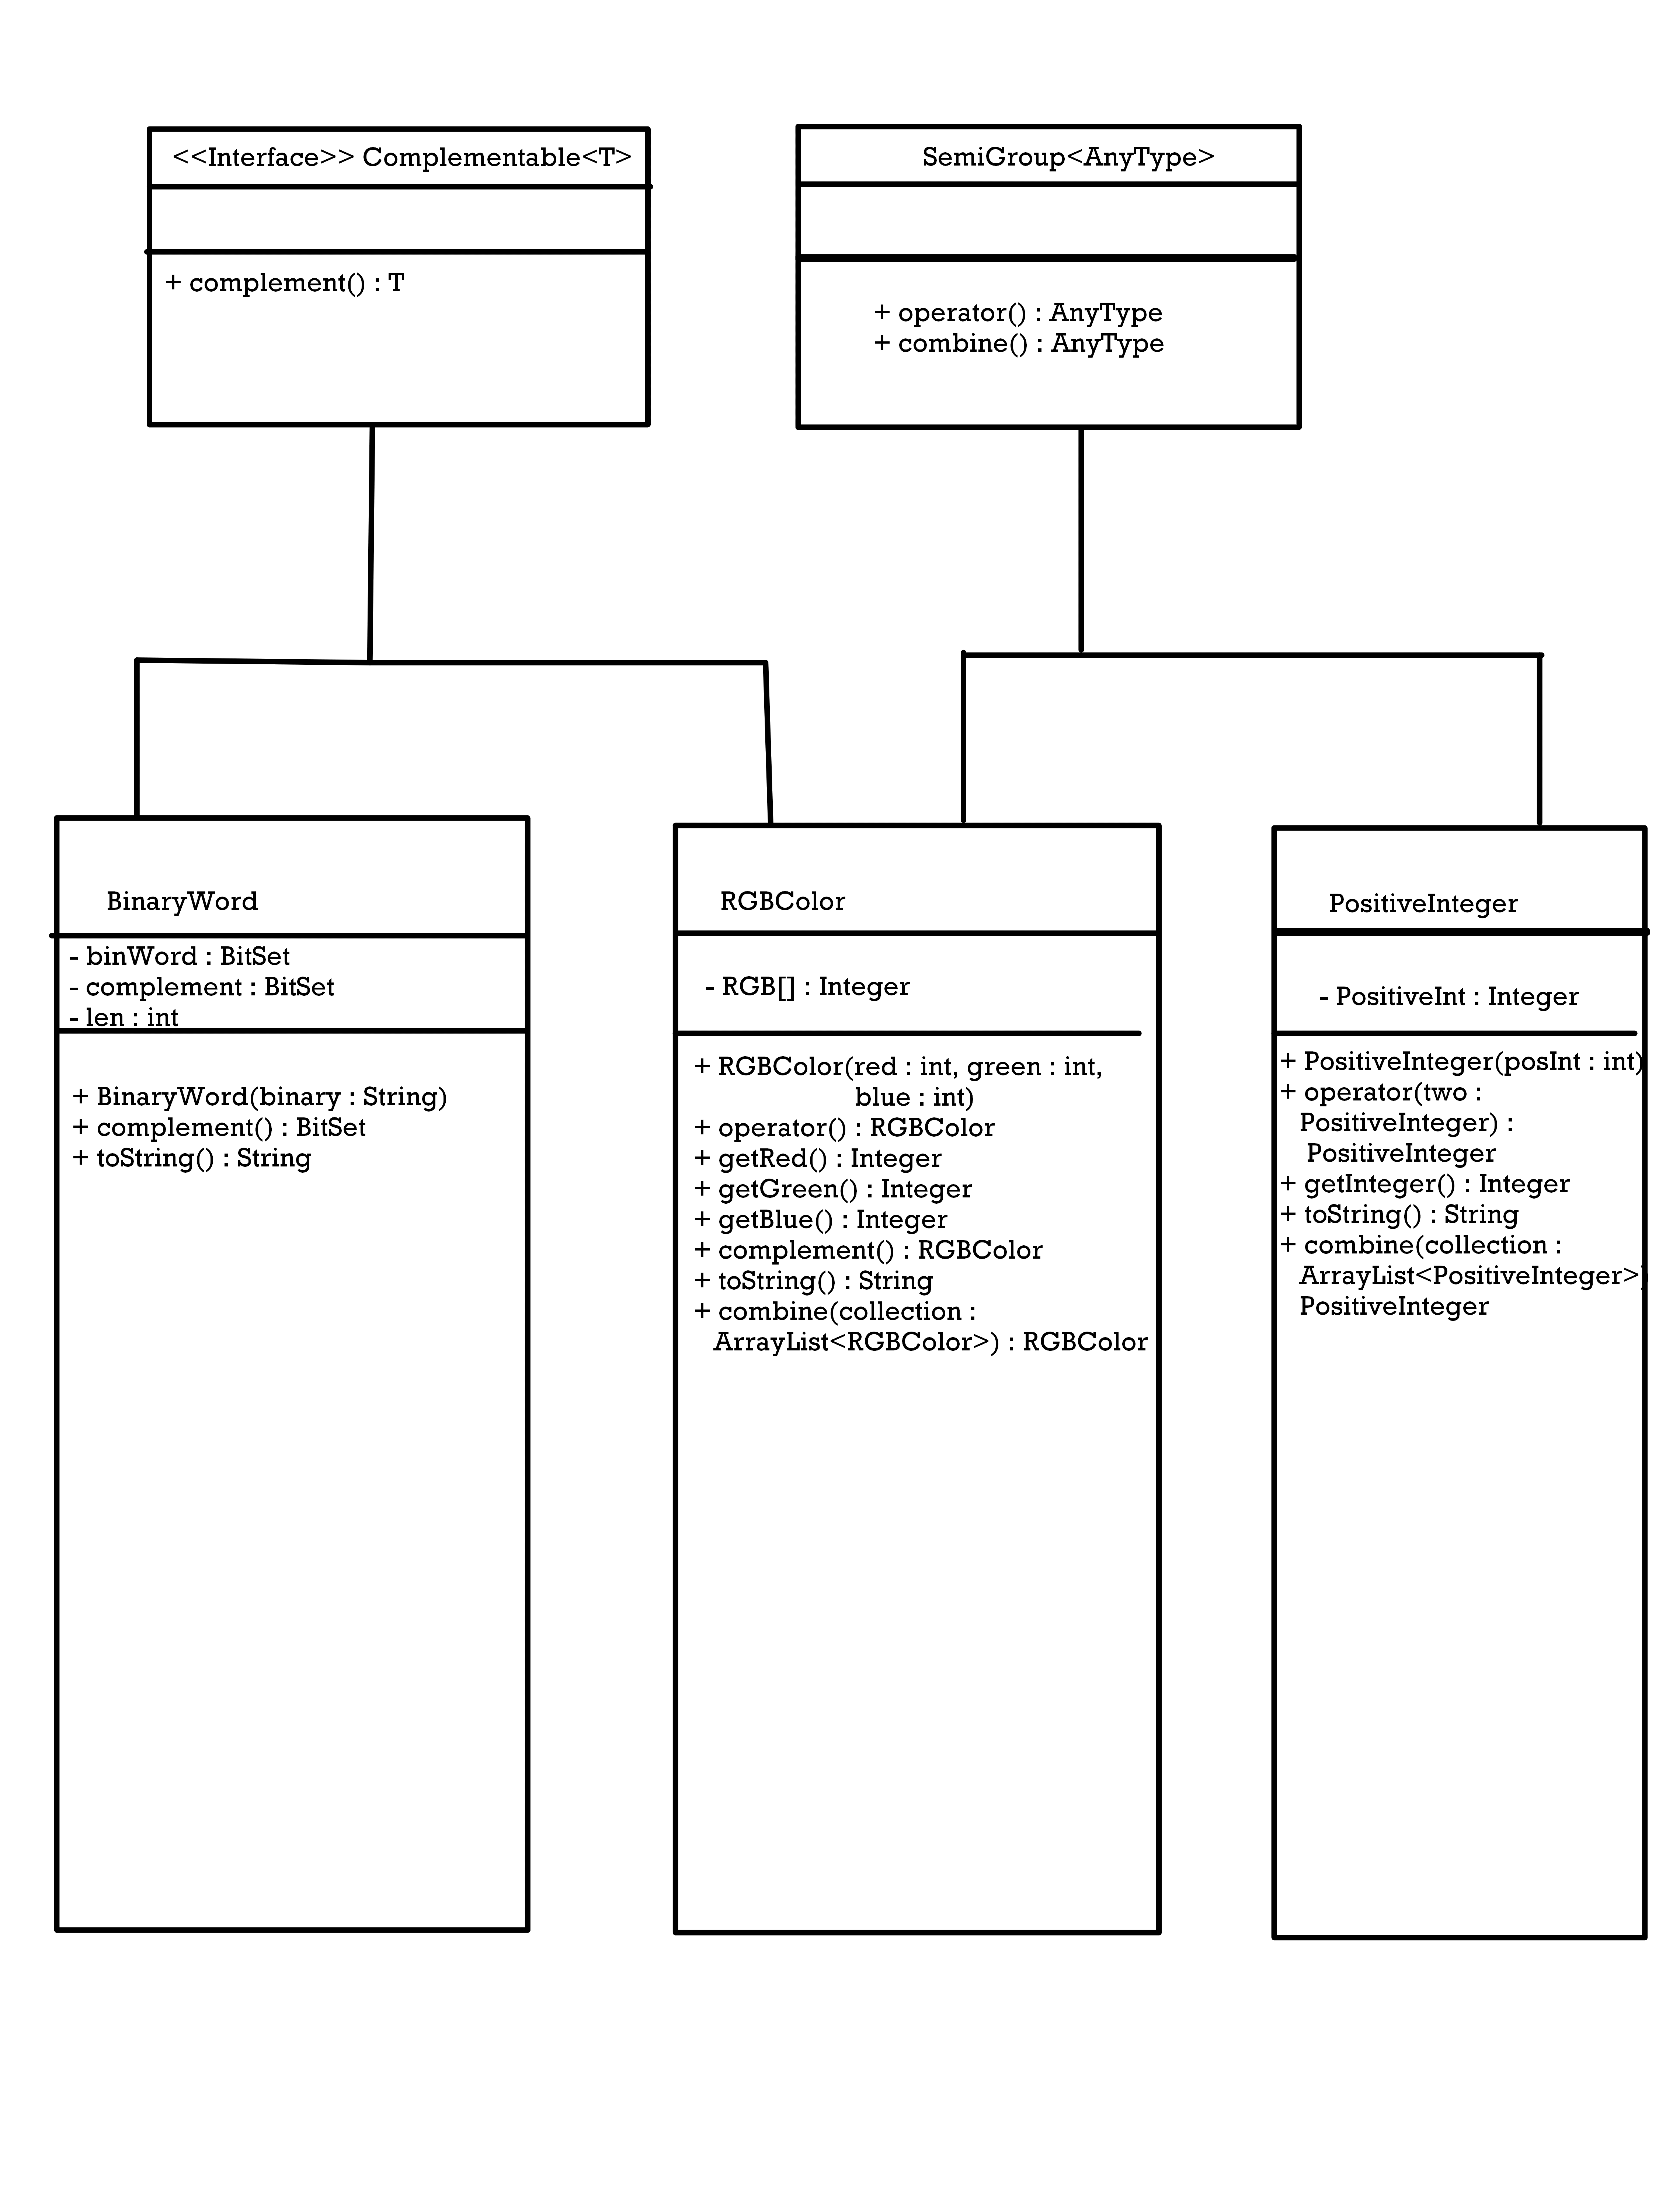 <<Interface>> Complementable<T>
+ complement() : T
SemiGroup<AnyType>
+ operator() : AnyType
+ combine() : AnyType
BinaryWord
- binWord : BitSet
- complement : BitSet
- len : int
+ BinaryWord(binary : String)
+ complement() : BitSet
+ toString() : String
RGBColor
- RGB[] : Integer
+ RGBColor(red : int, green : int,
blue : int)
+ operator() : RGBColor
+ getRed() : Integer
+ getGreen() : Integer
+ getBlue() : Integer
+ complement() : RGBColor
+ toString() : String
+ combine(collection :
ArrayList<RGBColor>) : RGBColor
PositiveInteger
- PositiveInt : Integer
+ PositiveInteger(posInt : int)
+ operator(two :
PositiveInteger) :
PositiveInteger
+ getInteger() : Integer
+ toString() : String
+ combine(collection :
ArrayList<PositiveInteger>)
PositiveInteger